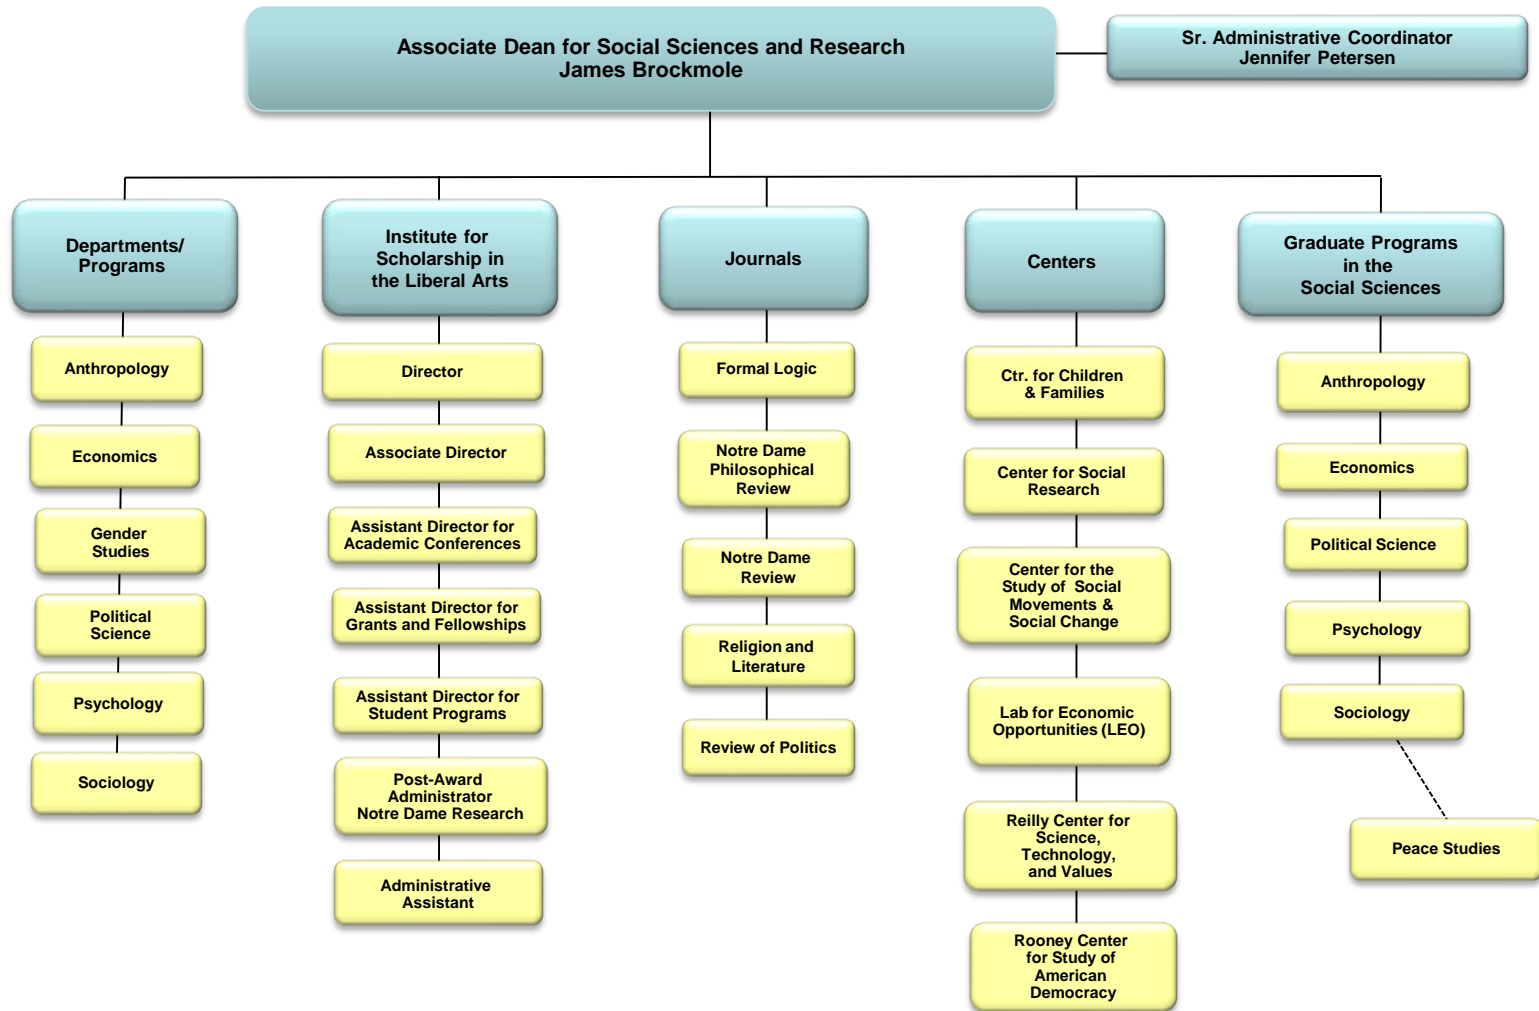 Associate Dean for Social Sciences and Research
James Brockmole
Sr. Administrative Coordinator
Jennifer Petersen
Departments/
Programs
Anthropology
Economics
Gender
Studies
Political
Science
Psychology
Sociology
Institute for
Scholarship in
the Liberal Arts
Director
Associate Director
Assistant Director for
Academic Conferences
Assistant Director for
Grants and Fellowships
Assistant Director for
Student Programs
Post-Award
Administrator
Notre Dame Research
Administrative
Assistant
Journals
Formal Logic
Notre Dame
Philosophical
Review
Notre Dame
Review
Religion and
Literature
Review of Politics
Centers
Ctr. for Children
& Families
Center for Social
Research
Center for the
Study of Social
Movements &
Social Change
Lab for Economic
Opportunities (LEO)
Reilly Center for
Science,
Technology,
and Values
Rooney Center
for Study of
American
Democracy
Graduate Programs
in the
Social Sciences
Anthropology
Economics
Political Science
Psychology
Sociology
Peace Studies